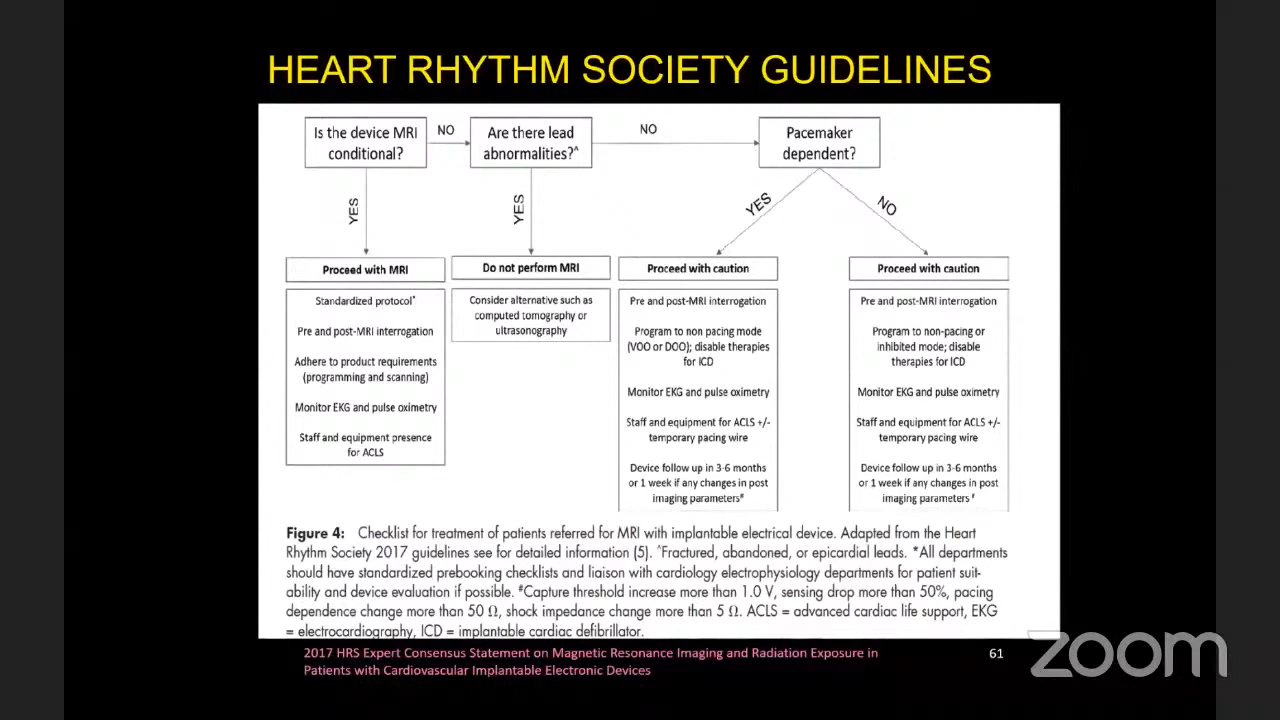 HEART RHYTHM SOCIETY GUIDELINES
Is the device MRI
conditional?
NO
Are there lead
abnormalities?^
NO
Pacemaker
dependent?
YES
YES
YES
NO
Proceed with MRI
Standardized protocol*
Pre and post-MRI interrogation
Adhere to product requirements
(programming and scanning)
Monitor EKG and pulse oximetry
Staff and equipment presence
for ACLS
Do not perform MRI
Consider alternative such as
computed tomography or
ultrasonography
Proceed with caution
Pre and post-MRI interrogation
Program to non pacing mode
(VOO or DOO); disable therapies
for ICD
Monitor EKG and pulse oximetry
Staff and equipment for ACLS +/-
temporary pacing wire
Device follow up in 3-6 months
or 1 week if any changes in post
imaging parameters#
Proceed with caution
Pre and post-MRI interrogation
Program to non-pacing or
inhibited mode; disable
therapies for ICD
Monitor EKG and pulse oximetry
Staff and equipment for ACLS +/-
temporary pacing wire
Device follow up in 3-6 months
or 1 week if any changes in post
imaging parameters #
Figure 4: Checklist for treatment of patients referred for MRI with implantable electrical device. Adapted from the Heart
Rhythm Society 2017 guidelines see for detailed information (5). ^Fractured, abandoned, or epicardial leads. *All departments
should have standardized prebooking checklists and liaison with cardiology electrophysiology departments for patient suit-
ability and device evaluation if possible. #Capture threshold increase more than 1.0 V, sensing drop more than 50%, pacing
dependence change more than 50 Ω, shock impedance change more than 5 Ω. ACLS = advanced cardiac life support, EKG
= electrocardiography, ICD = implantable cardiac defibrillator.
2017 HRS Expert Consensus Statement on Magnetic Resonance Imaging and Radiation Exposure in
Patients with Cardiovascular Implantable Electronic Devices
61
zoom